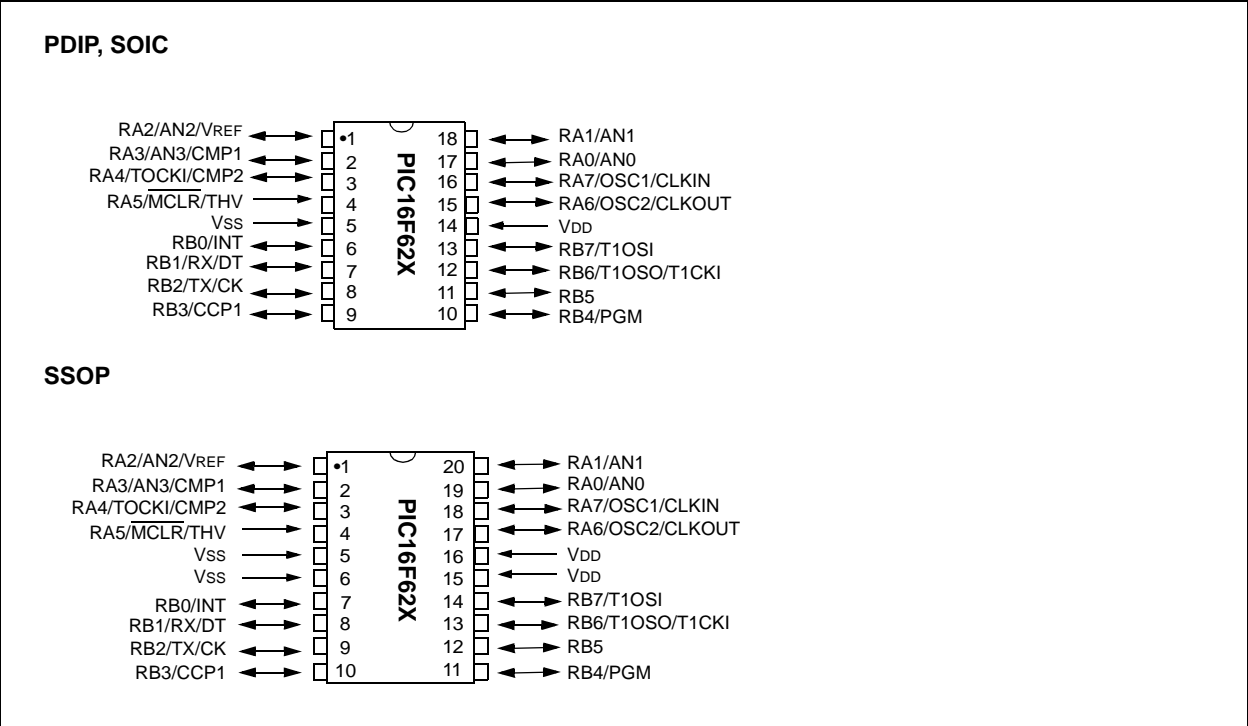 PDIP, SOIC
RA2/AN2/VREF
RA3/AN3/CMP1
RA4/TOCKI/CMP2
RA5/MCLR/THV
VSS
RB0/INT
RB1/RX/DT
RB2/TX/CK
RB3/CCP1
•1
2
3
4
5
6
7
8
9
PIC16F62X
18
17
16
15
14
13
12
11
10
RA1/AN1
RA0/AN0
RA7/OSC1/CLKIN
RA6/OSC2/CLKOUT
VDD
RB7/T1OSI
RB6/T1OSO/T1CKI
RB5
RB4/PGM
SSOP
RA2/AN2/VREF
RA3/AN3/CMP1
RA4/TOCKI/CMP2
RA5/MCLR/THV
VSS
VSS
RB0/INT
RB1/RX/DT
RB2/TX/CK
RB3/CCP1
•1
2
3
4
5
6
7
8
9
10
PIC16F62X
20
19
18
17
16
15
14
13
12
11
RA1/AN1
RA0/AN0
RA7/OSC1/CLKIN
RA6/OSC2/CLKOUT
VDD
VDD
RB7/T1OSI
RB6/T1OSO/T1CKI
RB5
RB4/PGM